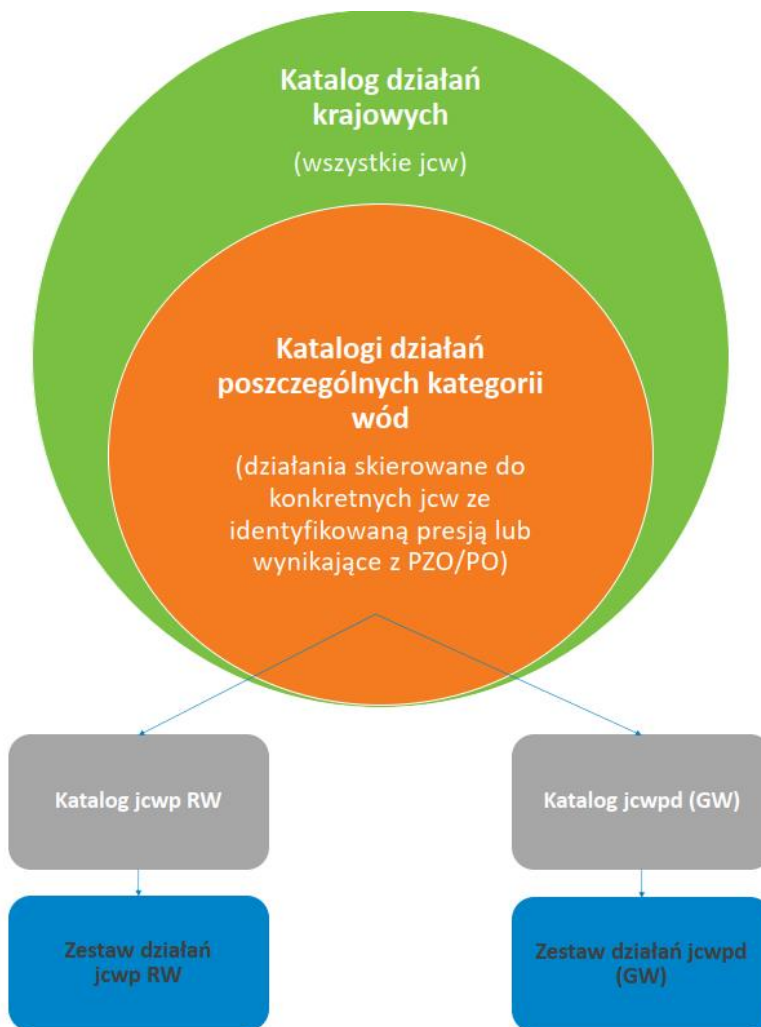 Katalog działań
krajowych
(wszystkie jcw)
Katalogi działań
poszczególnych kategorii
wód
(działania skierowane do
konkretnych jcw ze
identyfikowaną presją lub
wynikające z PZO/PO)
Katalog jcwp RW
Katalog jcwpd (GW)
Zestaw działań
jcwp RW
Zestaw działań jcwpd
(GW)